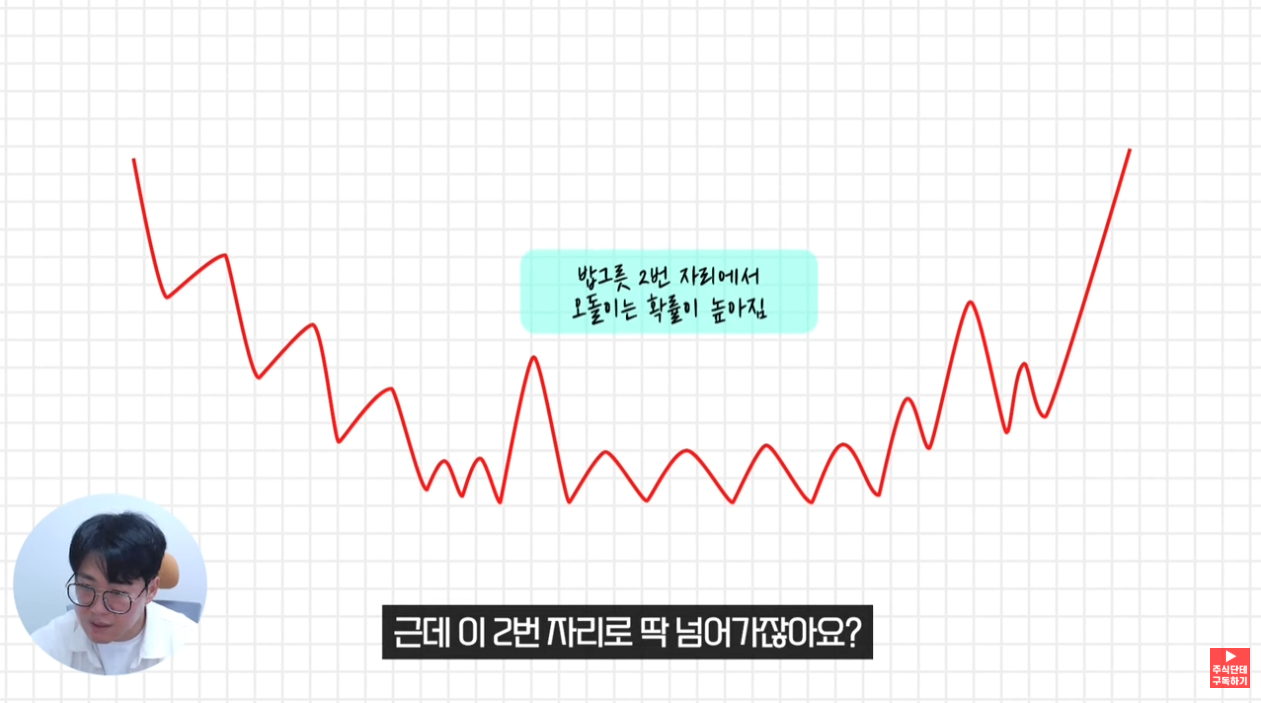 밥그릇 2번 자리에서
오돌이는 확률이 높아짐
근데 이 2번 자리로 딱 넘어가잖아요?
주식단테
구독하기